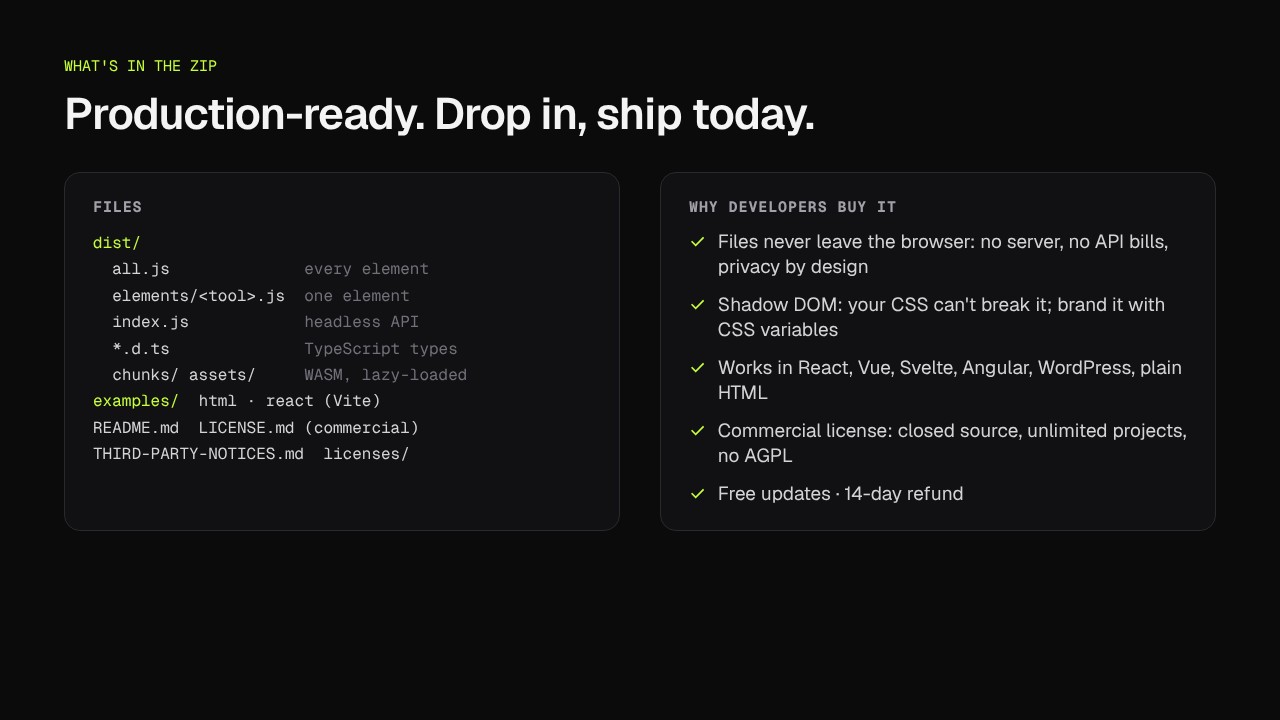 WHAT'S IN THE ZIP
Production-ready. Drop in, ship today.
FILES
dist/
all.js every element
elements/<tool>.js one element
index.js headless API
*.d.ts TypeScript types
chunks/ assets/ WASM, lazy-loaded
examples/ html · react (Vite)
README.md LICENSE.md (commercial)
THIRD-PARTY-NOTICES.md licenses/
WHY DEVELOPERS BUY IT
✓ Files never leave the browser: no server, no API bills,
privacy by design
✓ Shadow DOM: your CSS can't break it; brand it with
CSS variables
✓ Works in React, Vue, Svelte, Angular, WordPress, plain
HTML
✓ Commercial license: closed source, unlimited projects,
no AGPL
✓ Free updates · 14-day refund